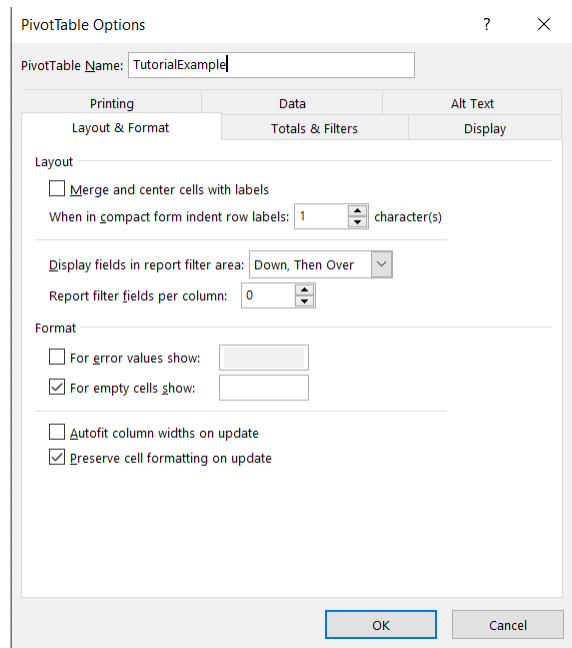 PivotTable Options ?
PivotTable Name: TutorialExample
Printing Data Alt Text
Layout & Format Totals & Filters Display
Layout
Merge and center cells with labels
When in compact form indent row labels: 1 character(s)
Display fields in report filter area: Down, Then Over
Report filter fields per column: 0
Format
For error values show:
For empty cells show:
Autofit column widths on update
Preserve cell formatting on update
OK Cancel